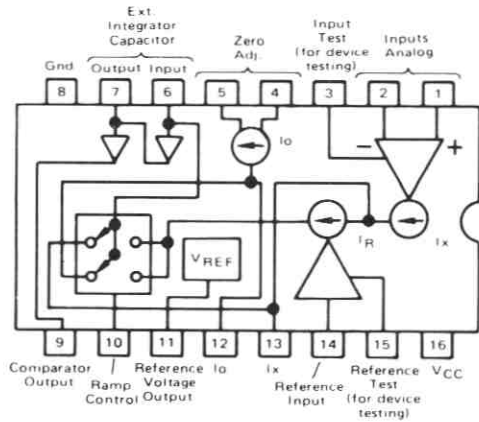 Ext.
Integrator
Capacitor
Gnd
Output
Input
Zero
Adj.
Input
Test
(for device
testing)
Inputs
Analog
8
7
6
5
4
3
2
1
Io
−
+
IR
Ix
VREF
9
10
11
12
13
14
15
16
Comparator
Output
Ramp
Control
Reference
Voltage
Output
Io
Ix
Reference
Input
Reference
Test
(for device
testing)
VCC